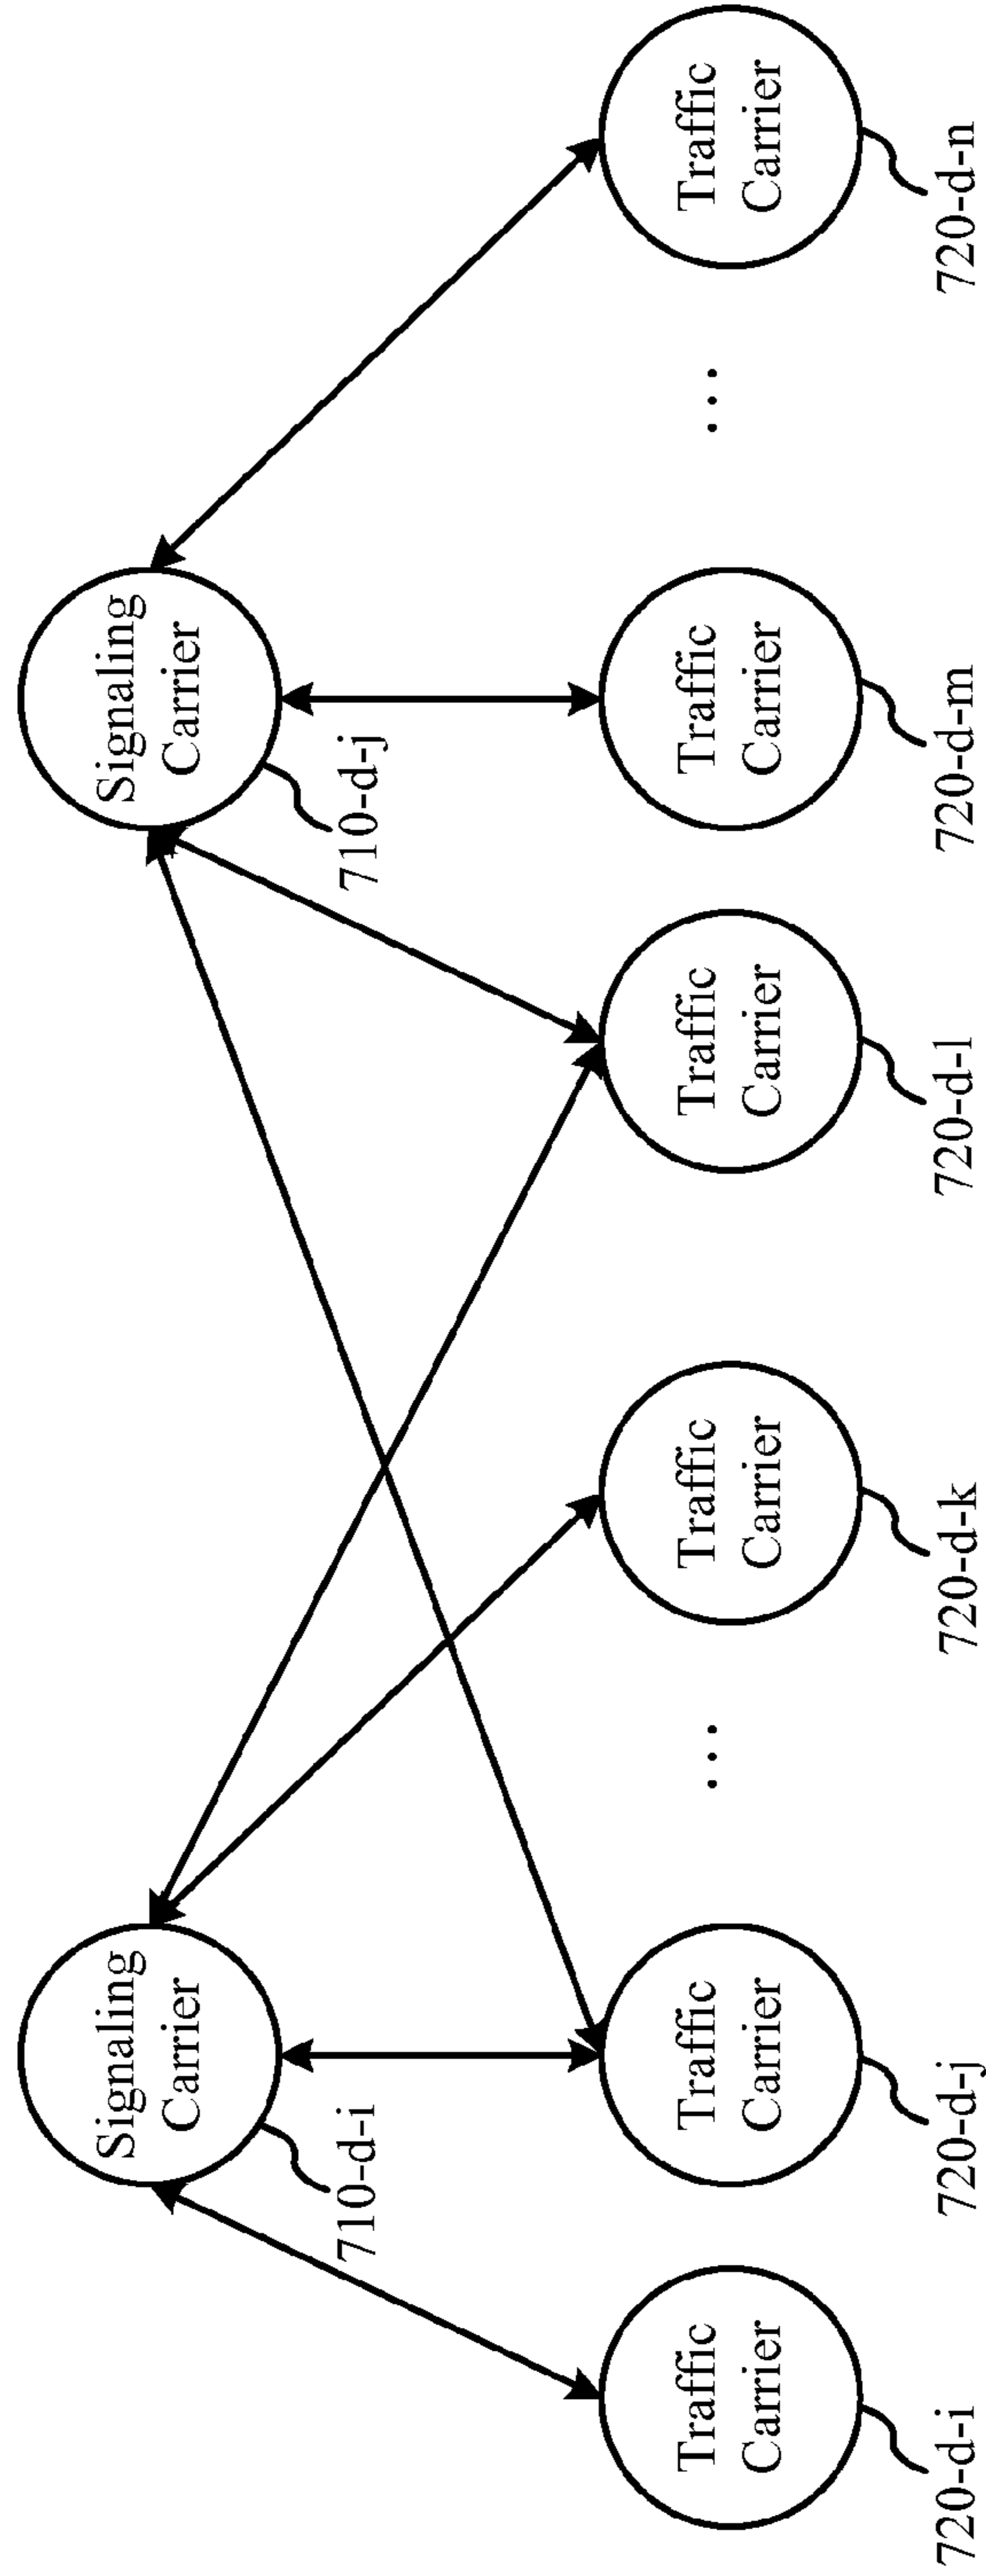 Signaling
Carrier
710-d-i
Signaling
Carrier
710-d-j
Traffic
Carrier
720-d-i
Traffic
Carrier
720-d-j
...
Traffic
Carrier
720-d-k
Traffic
Carrier
720-d-l
Traffic
Carrier
720-d-m
...
Traffic
Carrier
720-d-n